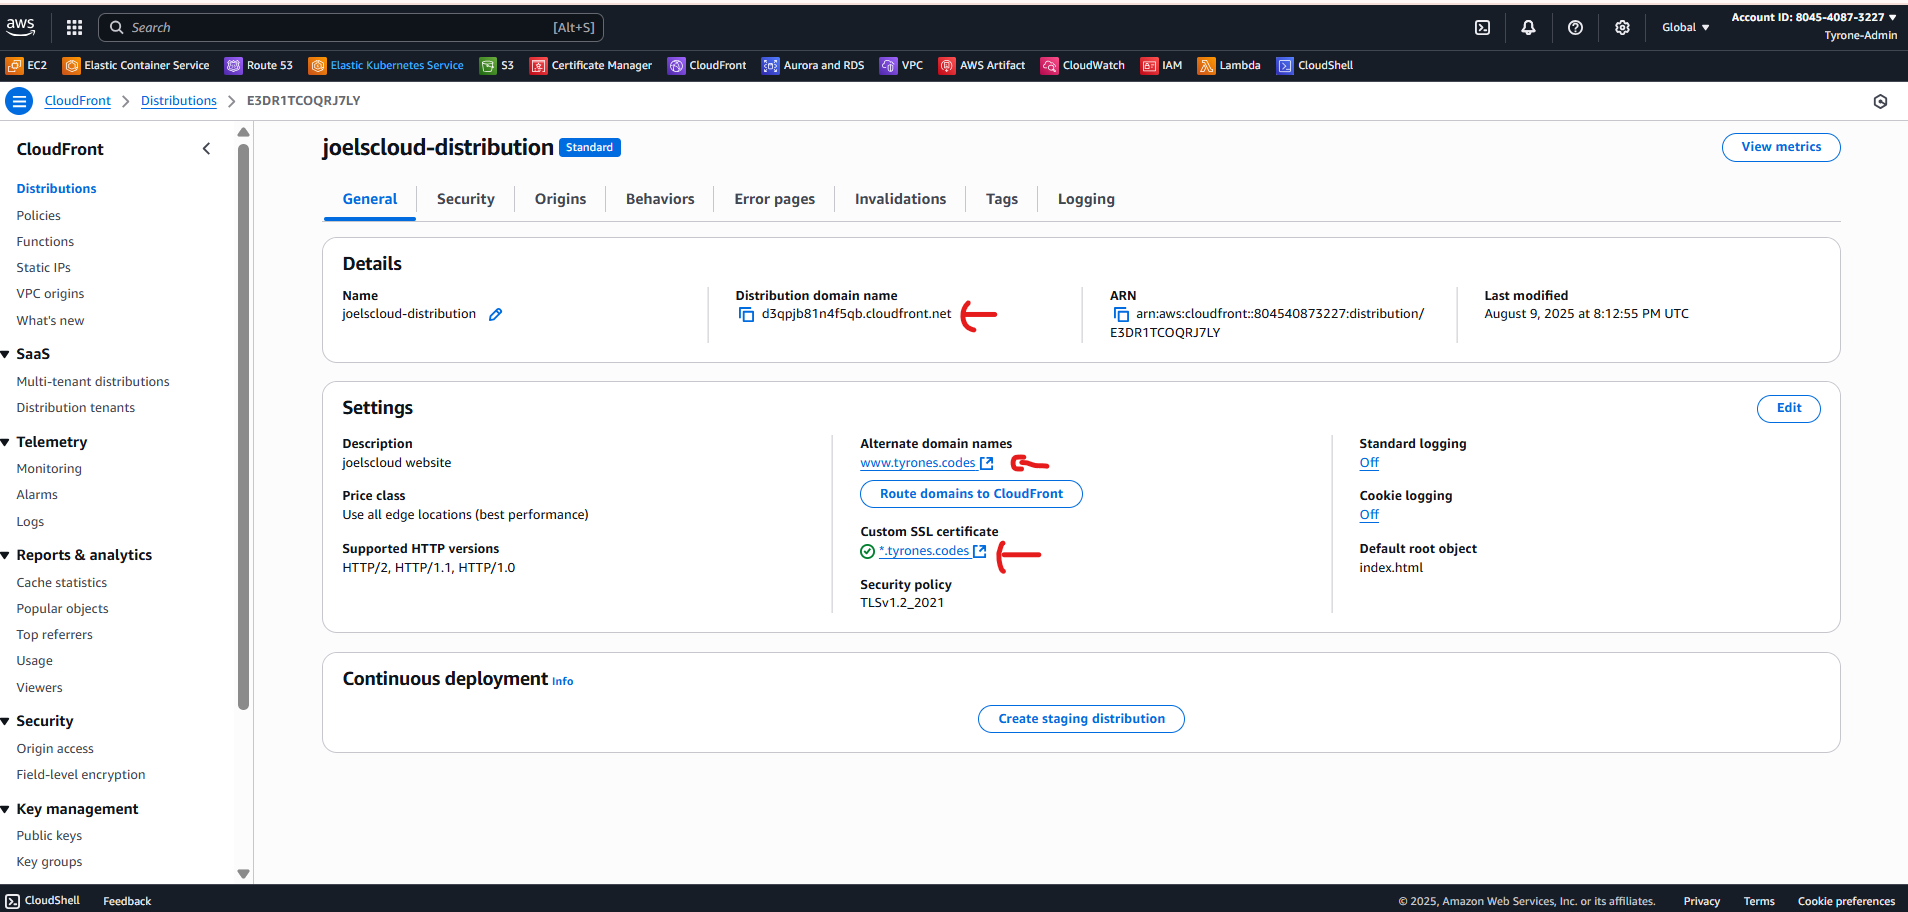 aws
Search [Alt+S]
Global ▼
Account ID: 8045-4087-3227 ▼
Tyrone-Admin
EC2 Elastic Container Service Route 53 Elastic Kubernetes Service S3 Certificate Manager CloudFront Aurora and RDS VPC AWS Artifact CloudWatch IAM Lambda CloudShell
CloudFront > Distributions > E3DR1TCOQRJ7LY
CloudFront
Distributions
Policies
Functions
Static IPs
VPC origins
What's new
SaaS
Multi-tenant distributions
Distribution tenants
Telemetry
Monitoring
Alarms
Logs
Reports & analytics
Cache statistics
Popular objects
Top referrers
Usage
Viewers
Security
Origin access
Field-level encryption
Key management
Public keys
Key groups
joelscloud-distribution Standard
View metrics
General Security Origins Behaviors Error pages Invalidations Tags Logging
Details
Name
joelscloud-distribution
Distribution domain name
d3qpjb81n4f5qb.cloudfront.net
ARN
arn:aws:cloudfront::804540873227:distribution/
E3DR1TCOQRJ7LY
Last modified
August 9, 2025 at 8:12:55 PM UTC
Settings
Edit
Description
joelscloud website
Price class
Use all edge locations (best performance)
Supported HTTP versions
HTTP/2, HTTP/1.1, HTTP/1.0
Alternate domain names
www.tyrones.codes
Route domains to CloudFront
Custom SSL certificate
*.tyrones.codes
Security policy
TLSv1.2_2021
Standard logging
Off
Cookie logging
Off
Default root object
index.html
Continuous deployment Info
Create staging distribution
CloudShell Feedback
© 2025, Amazon Web Services, Inc. or its affiliates. Privacy Terms Cookie preferences